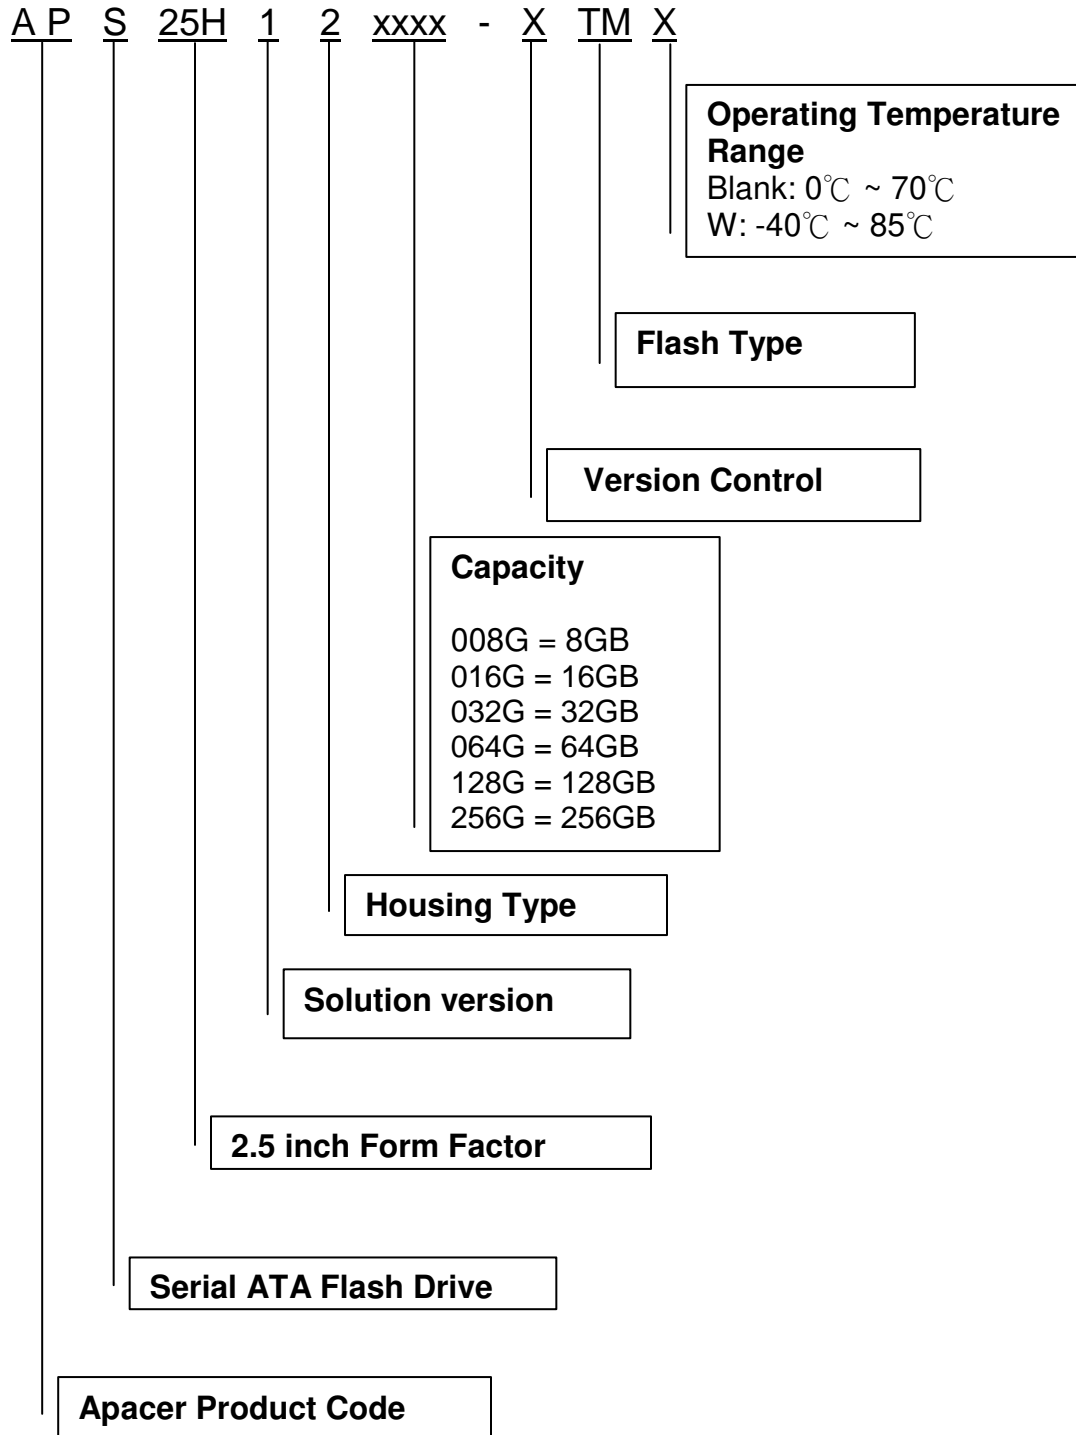 A P S 25H 1 2 xxxx - X TM X
Operating Temperature
Range
Blank: 0℃ ~ 70℃
W: -40℃ ~ 85℃
Flash Type
Version Control
Capacity
008G = 8GB
016G = 16GB
032G = 32GB
064G = 64GB
128G = 128GB
256G = 256GB
Housing Type
Solution version
2.5 inch Form Factor
Serial ATA Flash Drive
Apacer Product Code